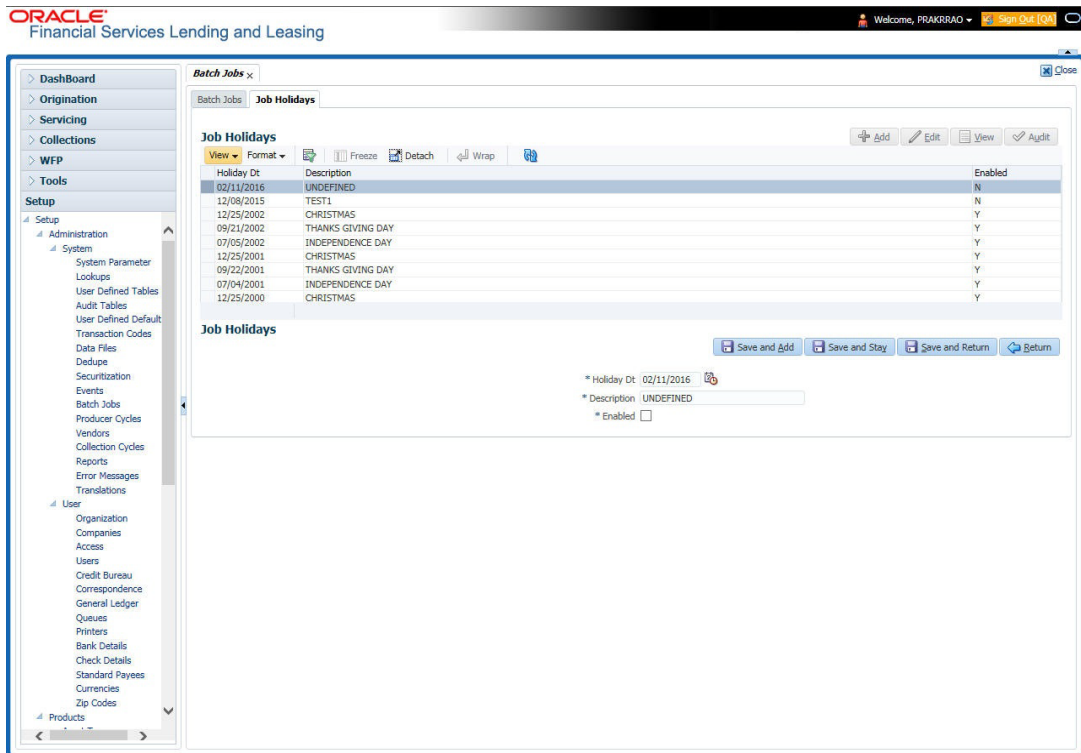 ORACLE
Financial Services Lending and Leasing
Welcome, PRAKRRAO
Sign Out [QA]
DashBoard
Origination
Servicing
Collections
WFP
Tools
Setup
Setup
Administration
System
System Parameter
Lookups
User Defined Tables
Audit Tables
User Defined Default
Transaction Codes
Data Files
Dedupe
Securitization
Events
Batch Jobs
Producer Cycles
Vendors
Collection Cycles
Reports
Error Messages
Translations
User
Organization
Companies
Access
Users
Credit Bureau
Correspondence
General Ledger
Queues
Printers
Bank Details
Check Details
Standard Payees
Currencies
Zip Codes
Products
Batch Jobs
Close
Batch Jobs Job Holidays
Job Holidays
Add Edit View Audit
View Format Freeze Detach Wrap
Holiday Dt Description Enabled
02/11/2016 UNDEFINED N
12/08/2015 TEST1 N
12/25/2002 CHRISTMAS Y
09/21/2002 THANKS GIVING DAY Y
07/05/2002 INDEPENDENCE DAY Y
12/25/2001 CHRISTMAS Y
09/22/2001 THANKS GIVING DAY Y
07/04/2001 INDEPENDENCE DAY Y
12/25/2000 CHRISTMAS Y
Job Holidays
Save and Add Save and Stay Save and Return Return
* Holiday Dt 02/11/2016
* Description UNDEFINED
* Enabled